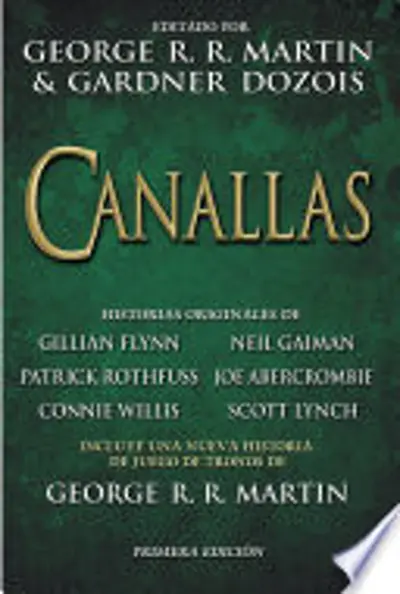 EDITADO POR
GEORGE R. R. MARTIN
& GARDNER DOZOIS
CANALLAS
HISTORIAS ORIGINALES DE
GILLIAN FLYNN NEIL GAIMAN
PATRICK ROTHFUSS JOE ABERCROMBIE
CONNIE WILLIS SCOTT LYNCH
INCLUYE UNA NUEVA HISTORIA
DE JUEGO DE TRONOS DE
GEORGE R. R. MARTIN
PRIMERA EDICIÓN